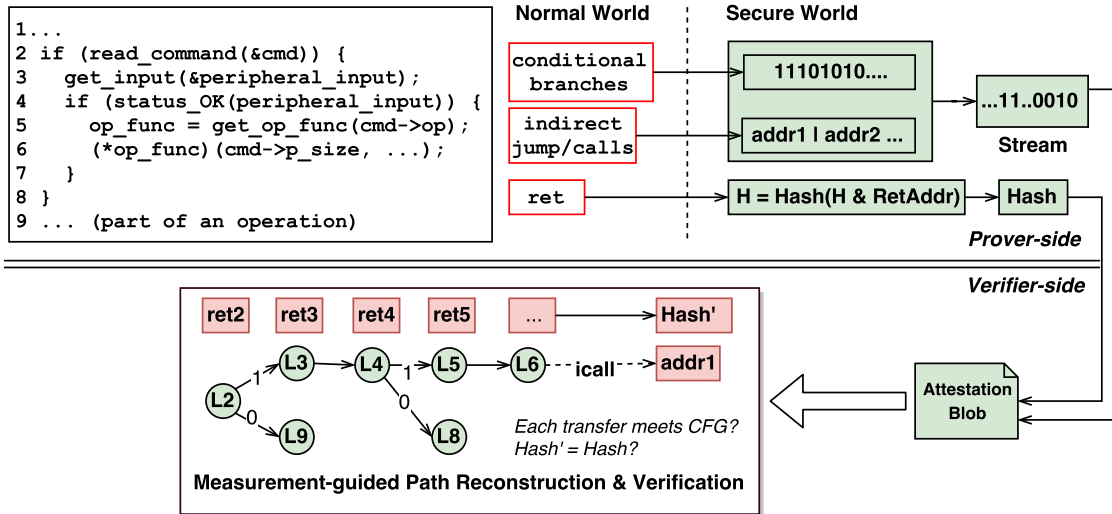 1...
2 if (read_command(&cmd)) {
3   get_input(&peripheral_input);
4   if (status_OK(peripheral_input)) {
5     op_func = get_op_func(cmd->op);
6     (*op_func)(cmd->p_size, ...);
7   }
8 }
9 ... (part of an operation)
Normal World
Secure World
conditional
branches
11101010....
indirect
jump/calls
addr1 | addr2 ...
...11..0010
Stream
ret
H = Hash(H & RetAddr)
Hash
Prover-side
Verifier-side
ret2
ret3
ret4
ret5
...
Hash'
L3
L4
1
L5
L6
icall
addr1
L2
1
0
L9
0
L8
Each transfer meets CFG?
Hash' = Hash?
Measurement-guided Path Reconstruction & Verification
Attestation
Blob